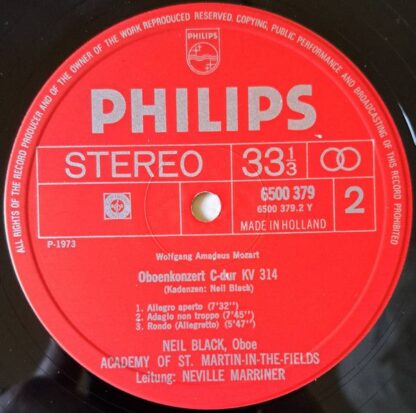 ALL RIGHTS OF THE RECORD PRODUCER AND OF THE OWNER OF THE WORK REPRODUCED RESERVED. COPYING, PUBLIC PERFORMANCE AND BROADCASTING OF THIS RECORD PROHIBITED
PHILIPS
PHILIPS
STEREO 33 1/3
6500 379
6500 379.2 Y
MADE IN HOLLAND
2
P-1973
Wolfgang Amadeus Mozart
Oboenkonzert C-dur KV 314
(Kadenzen: Neil Black)
1. Allegro aperto (7'32")
2. Adagio non troppo (7'45")
3. Rondo (Allegretto) (5'47")
NEIL BLACK, Oboe
ACADEMY OF ST. MARTIN-IN-THE-FIELDS
Leitung: NEVILLE MARRINER